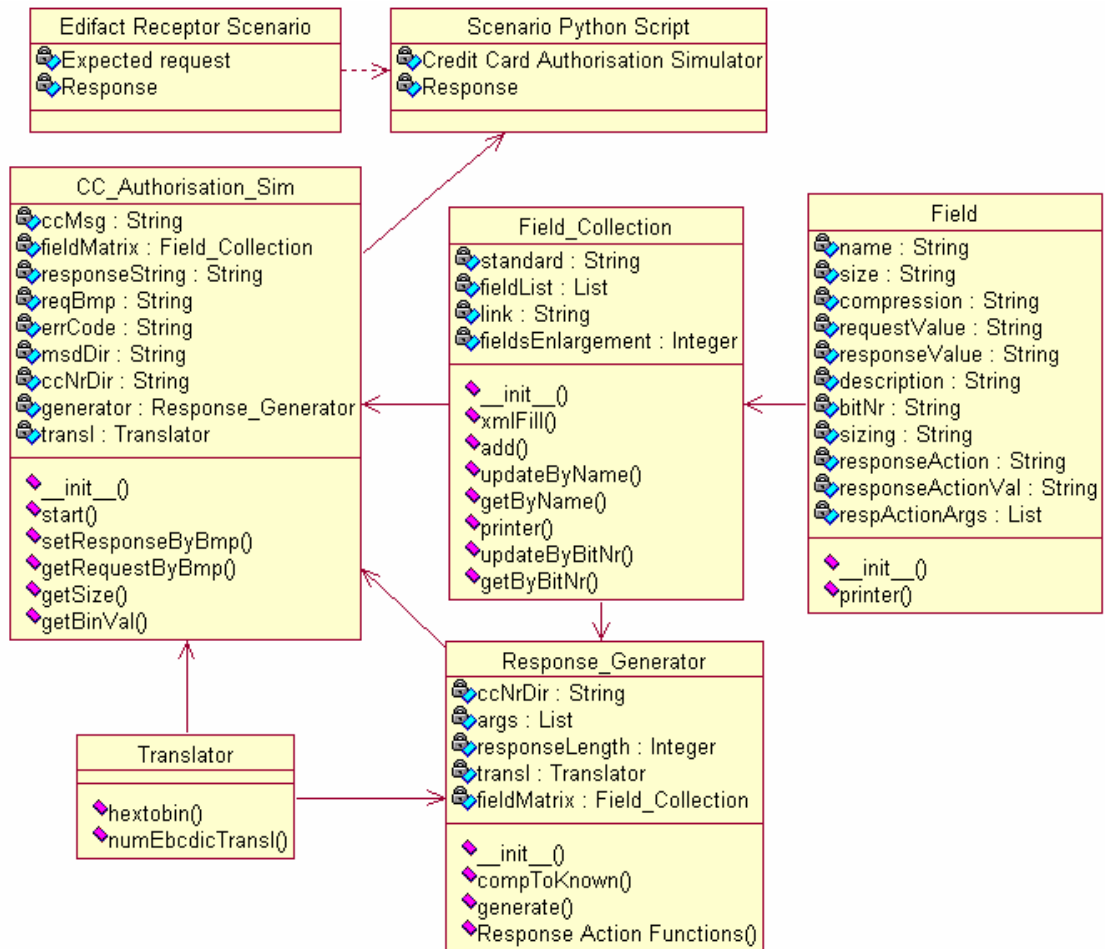 Edifact Receptor Scenario
Expected request
Response
Scenario Python Script
Credit Card Authorisation Simulator
Response
CC_Authorisation_Sim
ccMsg : String
fieldMatrix : Field_Collection
responseString : String
reqBmp : String
errCode : String
msdDir : String
ccNrDir : String
generator : Response_Generator
transl : Translator
__init__()
start()
setResponseByBmp()
getRequestByBmp()
getSize()
getBinVal()
Field_Collection
standard : String
fieldList : List
link : String
fieldsEnlargement : Integer
__init__()
xmlFill()
add()
updateByName()
getByName()
printer()
updateByBitNr()
getByBitNr()
Field
name : String
size : String
compression : String
requestValue : String
responseValue : String
description : String
bitNr : String
sizing : String
responseAction : String
responseActionVal : String
respActionArgs : List
__init__()
printer()
Translator
hextobin()
numEbcdicTransl()
Response_Generator
ccNrDir : String
args : List
responseLength : Integer
transl : Translator
fieldMatrix : Field_Collection
__init__()
compToKnown()
generate()
Response Action Functions()